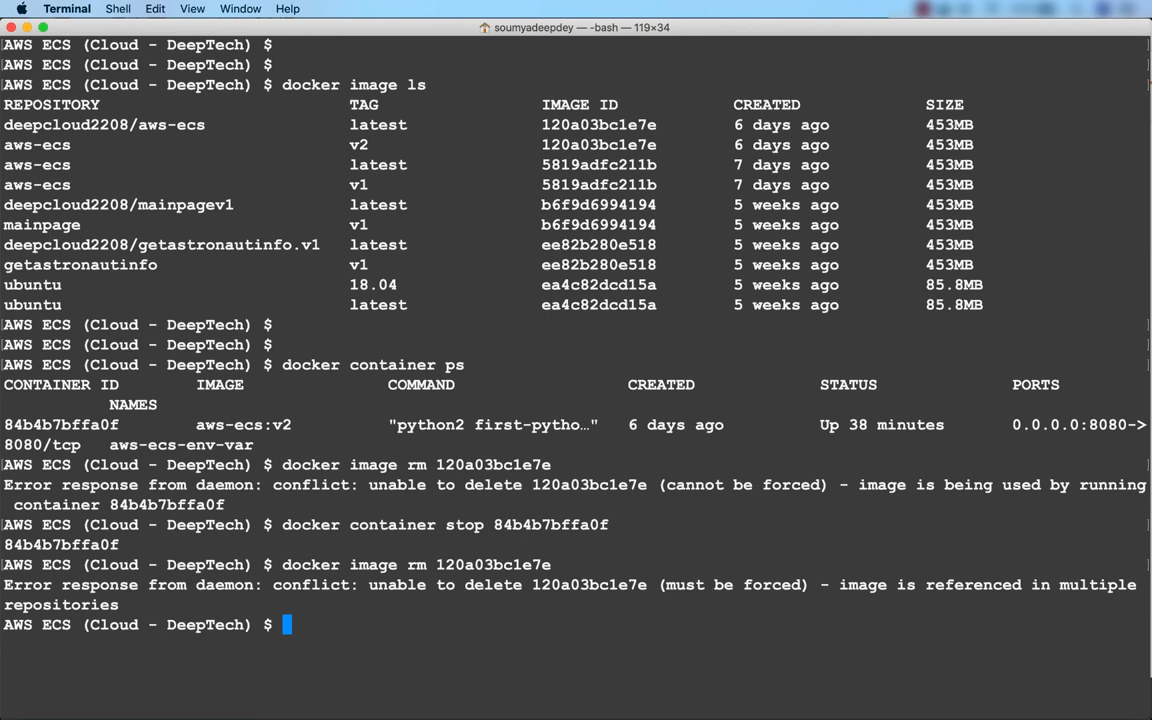 Terminal Shell Edit View Window Help
soumyadeepdey — -bash — 119×34
AWS ECS (Cloud - DeepTech) $
AWS ECS (Cloud - DeepTech) $
AWS ECS (Cloud - DeepTech) $ docker image ls
REPOSITORY TAG IMAGE ID CREATED SIZE
deepcloud2208/aws-ecs latest 120a03bc1e7e 6 days ago 453MB
aws-ecs v2 120a03bc1e7e 6 days ago 453MB
aws-ecs latest 5819adfc211b 7 days ago 453MB
aws-ecs v1 5819adfc211b 7 days ago 453MB
deepcloud2208/mainpagev1 latest b6f9d6994194 5 weeks ago 453MB
mainpage v1 b6f9d6994194 5 weeks ago 453MB
deepcloud2208/getastronautinfo.v1 latest ee82b280e518 5 weeks ago 453MB
getastronautinfo v1 ee82b280e518 5 weeks ago 453MB
ubuntu 18.04 ea4c82dcd15a 5 weeks ago 85.8MB
ubuntu latest ea4c82dcd15a 5 weeks ago 85.8MB
AWS ECS (Cloud - DeepTech) $
AWS ECS (Cloud - DeepTech) $
AWS ECS (Cloud - DeepTech) $ docker container ps
CONTAINER ID IMAGE COMMAND CREATED STATUS PORTS
NAMES
84b4b7bffa0f aws-ecs:v2 "python2 first-pytho…" 6 days ago Up 38 minutes 0.0.0.0:8080->
8080/tcp aws-ecs-env-var
AWS ECS (Cloud - DeepTech) $ docker image rm 120a03bc1e7e
Error response from daemon: conflict: unable to delete 120a03bc1e7e (cannot be forced) - image is being used by running
container 84b4b7bffa0f
AWS ECS (Cloud - DeepTech) $ docker container stop 84b4b7bffa0f
84b4b7bffa0f
AWS ECS (Cloud - DeepTech) $ docker image rm 120a03bc1e7e
Error response from daemon: conflict: unable to delete 120a03bc1e7e (must be forced) - image is referenced in multiple
repositories
AWS ECS (Cloud - DeepTech) $